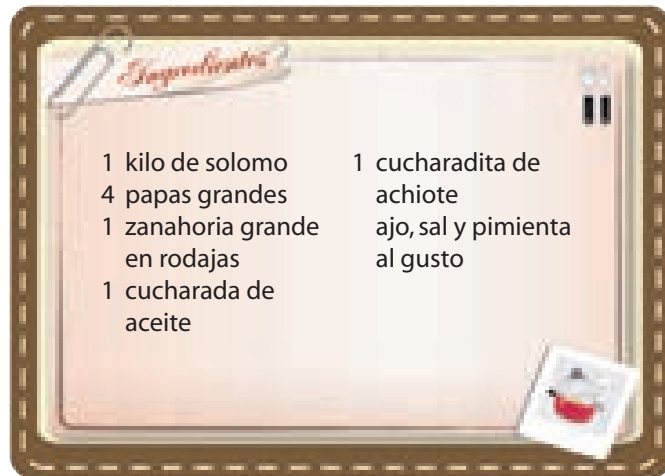 Ingredientes
1 kilo de solomo
4 papas grandes
1 zanahoria grande
en rodajas
1 cucharada de
aceite
1 cucharadita de
achiote
ajo, sal y pimienta
al gusto